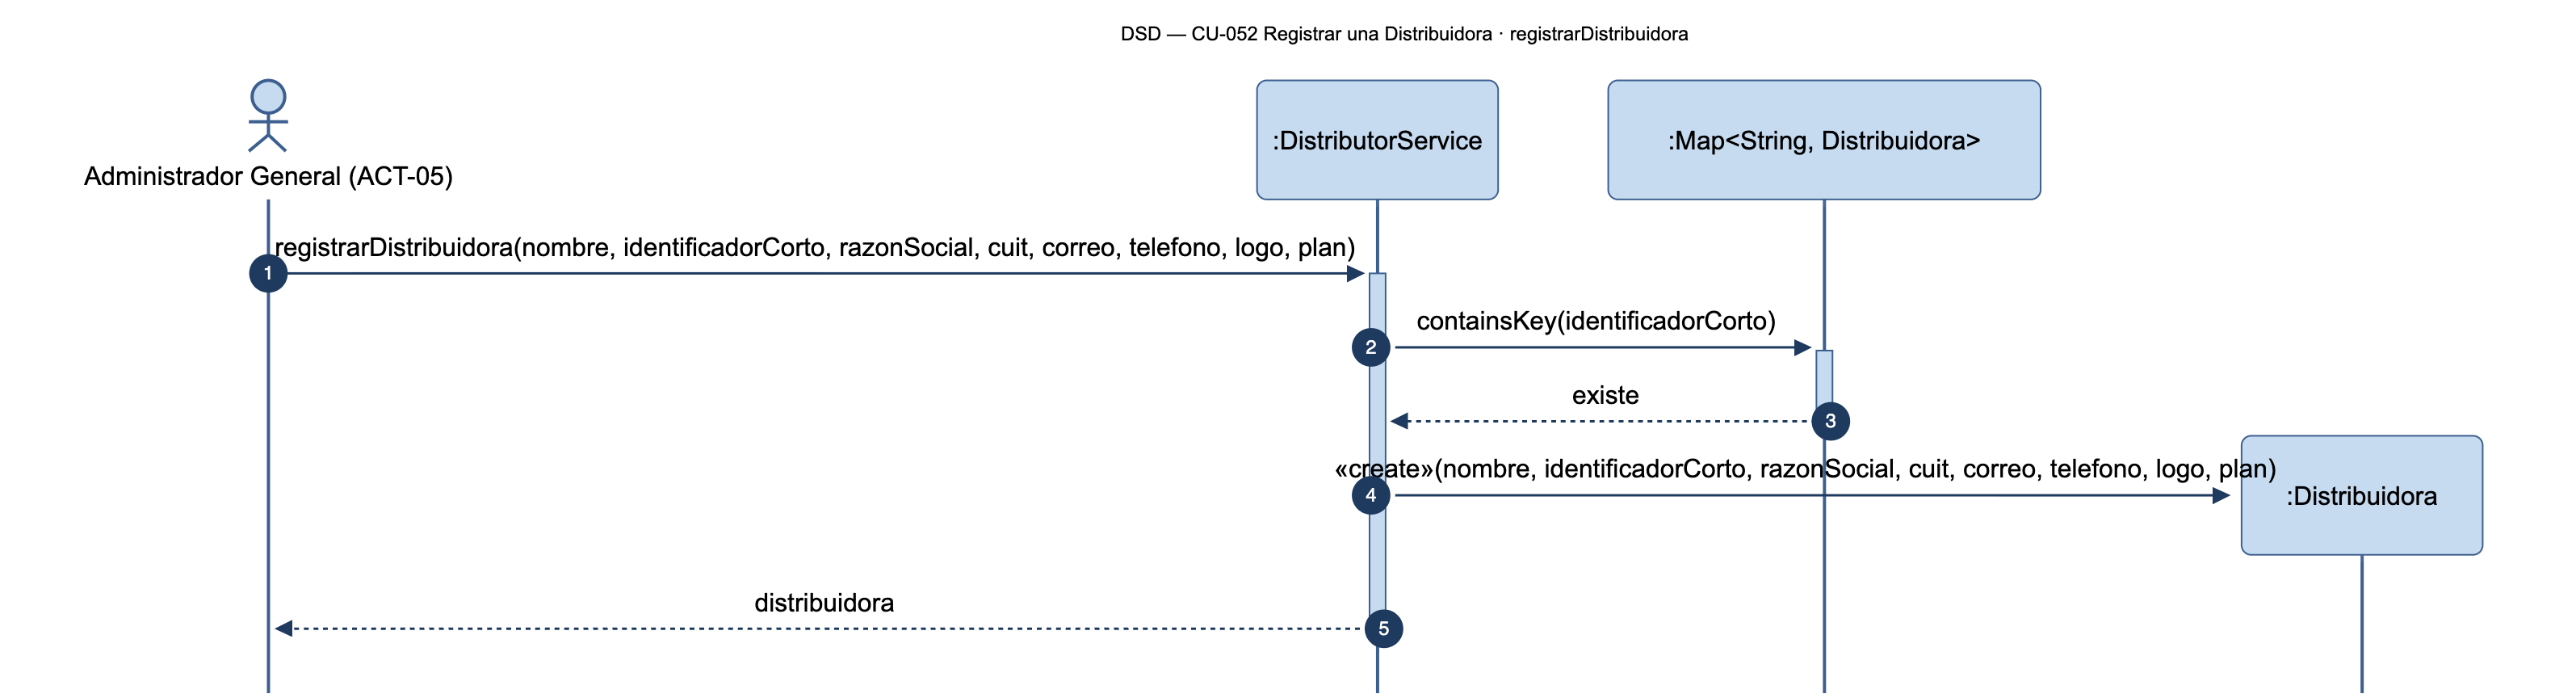 DSD — CU-052 Registrar una Distribuidora · registrarDistribuidora
:DistributorService
:Map<String, Distribuidora>
Administrador General (ACT-05)
registrarDistribuidora(nombre, identificadorCorto, razonSocial, cuit, correo, telefono, logo, plan)
1
containsKey(identificadorCorto)
2
existe
3
«create»(nombre, identificadorCorto, razonSocial, cuit, correo, telefono, logo, plan)
4
:Distribuidora
distribuidora
5